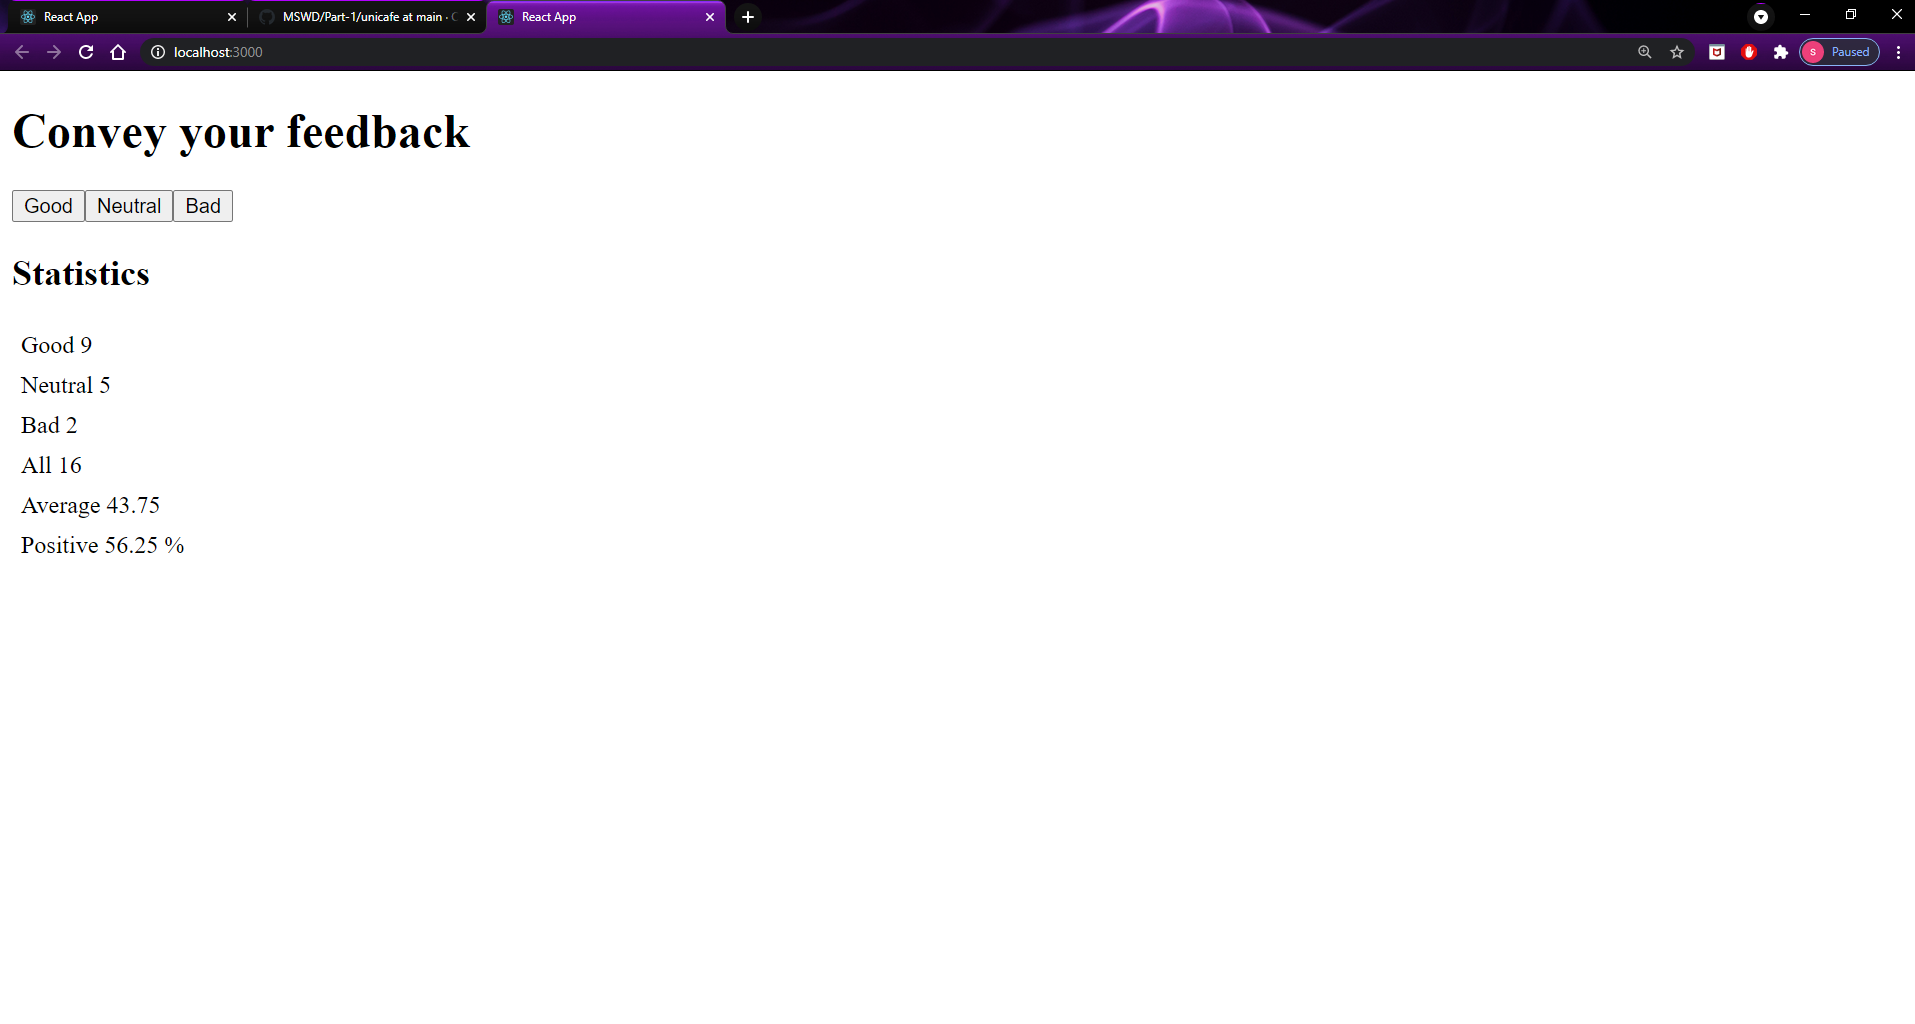 React App
MSWD/Part-1/unicafe at main ·
React App
localhost:3000
S Paused
Convey your feedback
Good Neutral Bad
Statistics
Good 9
Neutral 5
Bad 2
All 16
Average 43.75
Positive 56.25 %